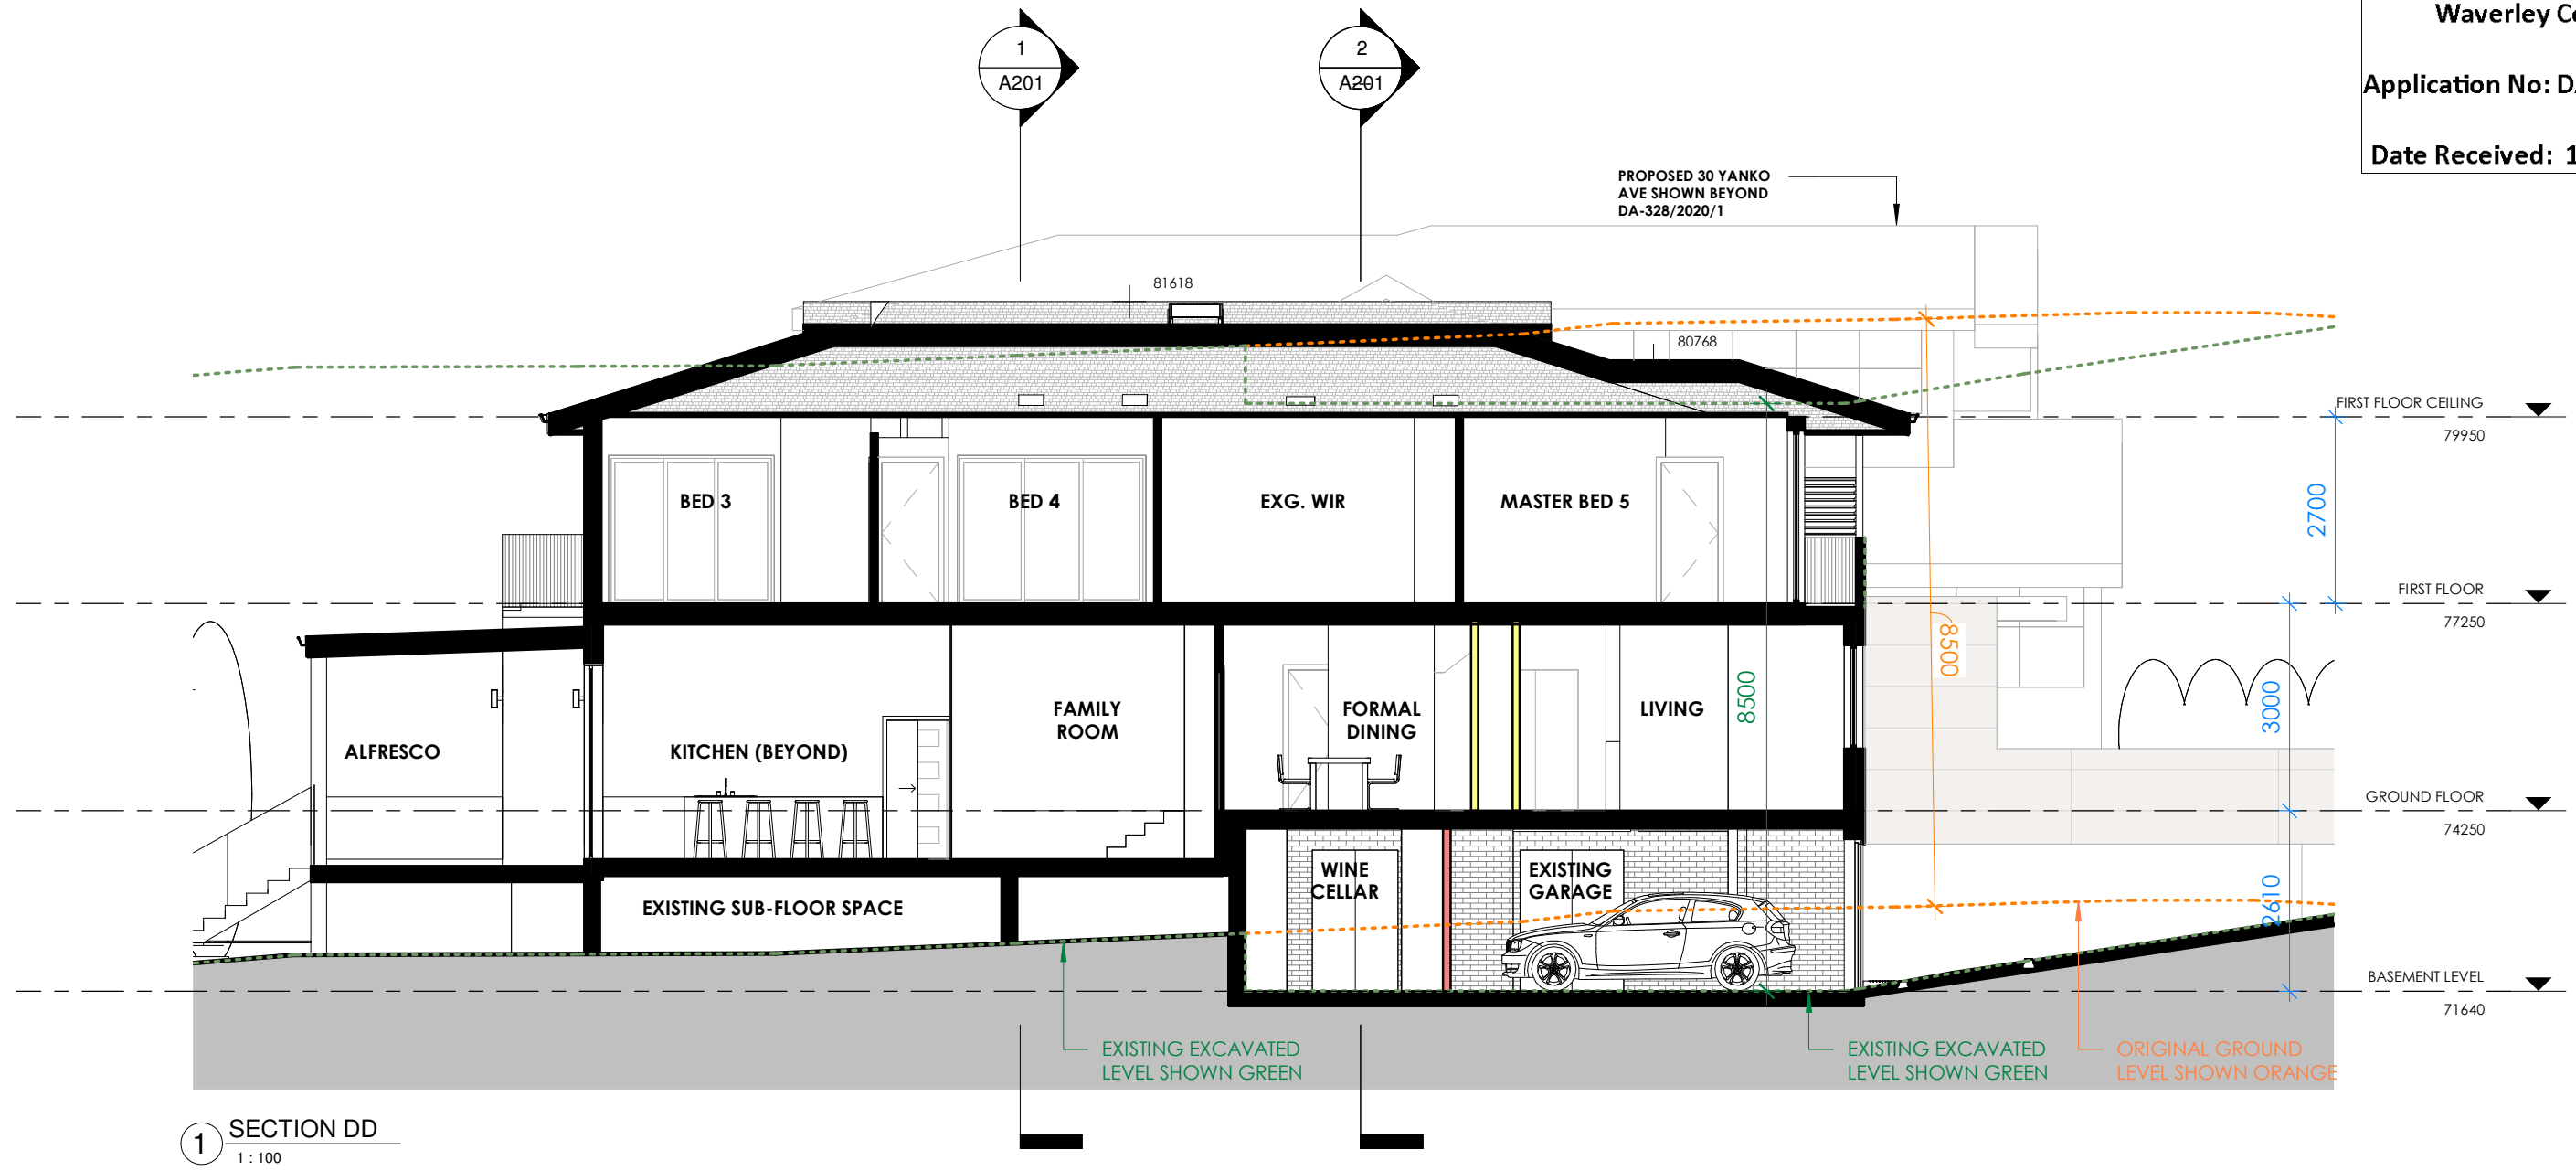 Waverley
Application No:
Date Received:
1
A201
2
A201
PROPOSED 30 YANKO
AVE SHOWN BEYOND
DA-328/2020/1
81618
80768
FIRST FLOOR CEILING
79950
BED 3
BED 4
EXG. WIR
MASTER BED 5
2700
FIRST FLOOR
77250
8500
8500
3000
ALFRESCO
KITCHEN (BEYOND)
FAMILY
ROOM
FORMAL
DINING
LIVING
GROUND FLOOR
74250
WINE
CELLAR
EXISTING
GARAGE
EXISTING SUB-FLOOR SPACE
2610
BASEMENT LEVEL
71640
EXISTING EXCAVATED
LEVEL SHOWN GREEN
EXISTING EXCAVATED
LEVEL SHOWN GREEN
ORIGINAL GROUND
LEVEL SHOWN ORANGE
1
SECTION DD
1 : 100